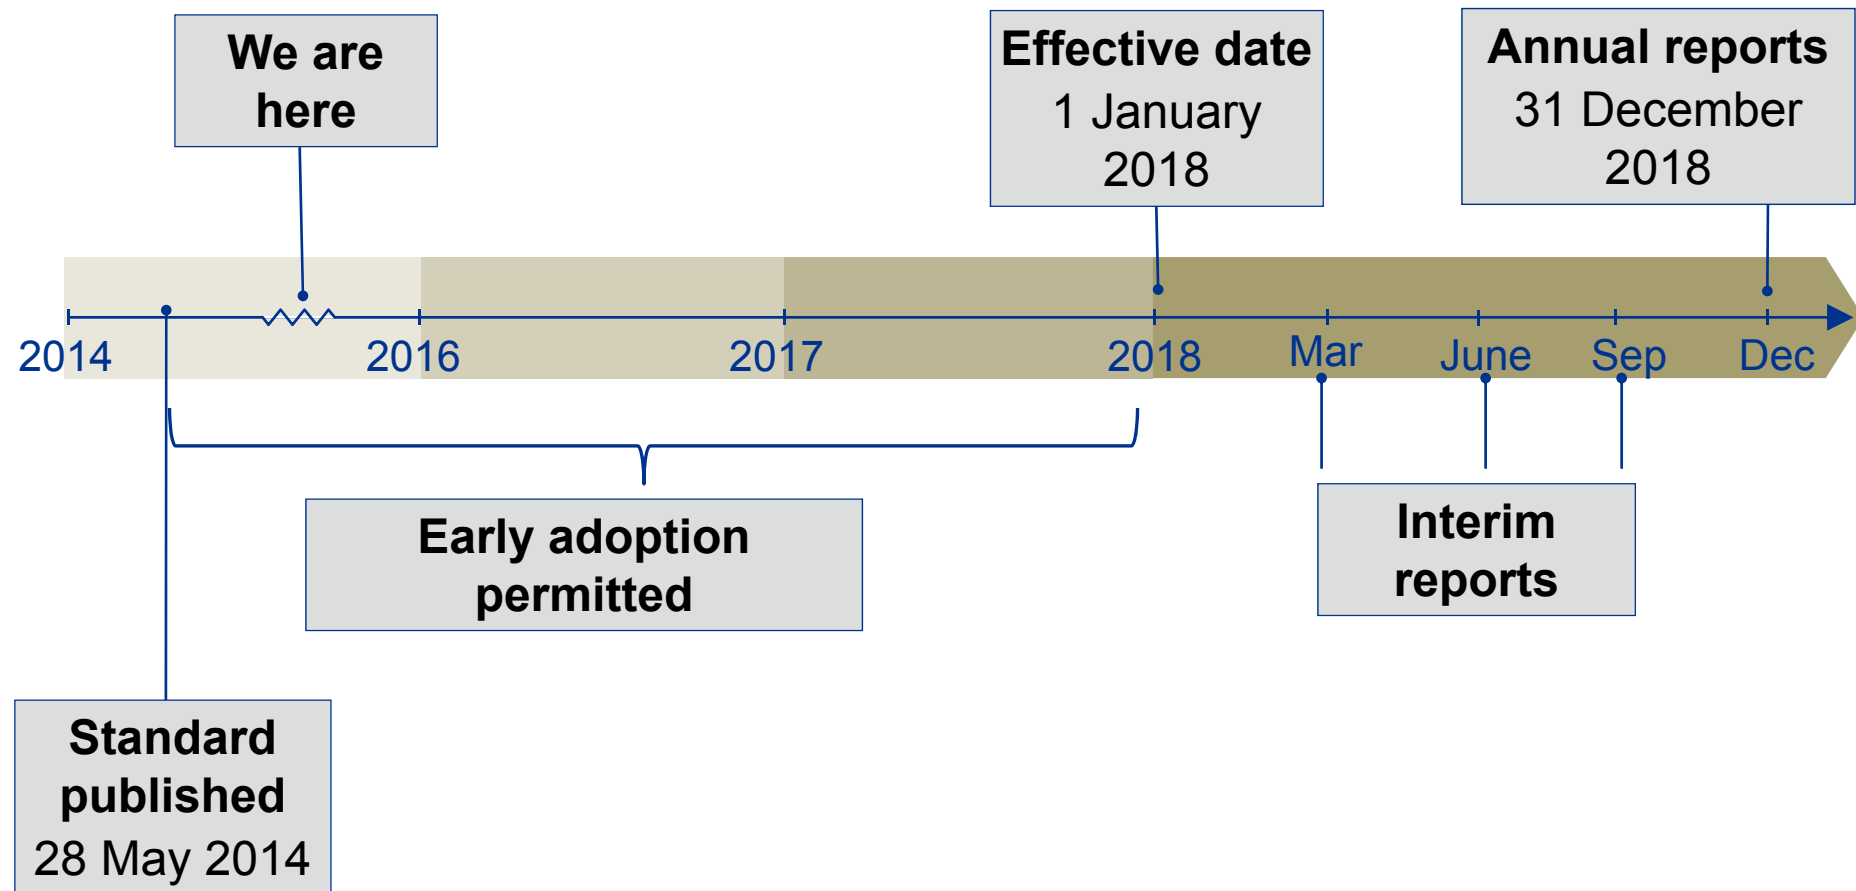 We are
here
Effective date
1 January
2018
Annual reports
31 December
2018
2014
2016
2017
2018
Mar
June
Sep
Dec
Early adoption
permitted
Interim
reports
Standard
published
28 May 2014